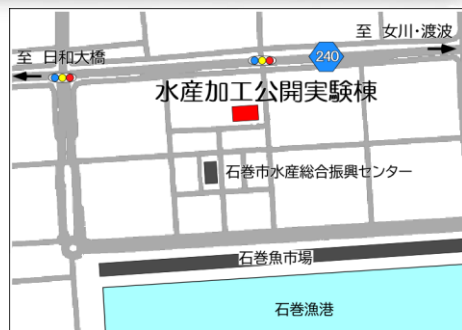 至 女川・渡波
至 日和大橋
240
水産加工公開実験棟
石巻市水産総合振興センター
石巻魚市場
石巻漁港